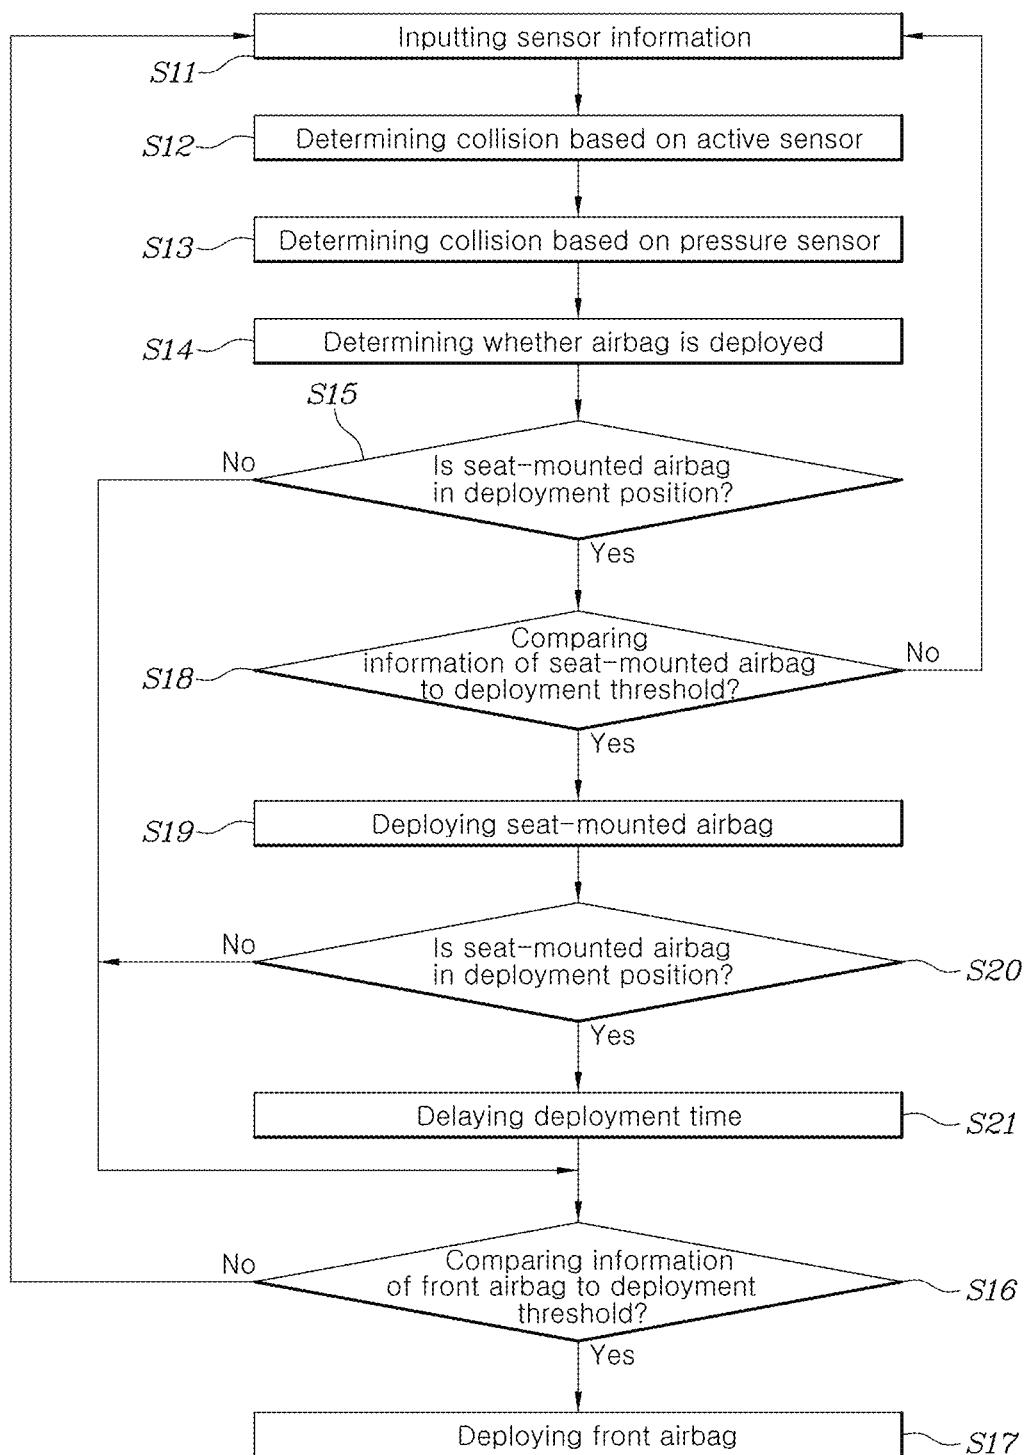 Inputting sensor information
S11
Determining collision based on active sensor
S12
Determining collision based on pressure sensor
S13
Determining whether airbag is deployed
S14
S15
No
Is seat-mounted airbag
in deployment position?
Yes
Comparing
information of seat-mounted airbag
to deployment threshold?
S18
No
Yes
Deploying seat-mounted airbag
S19
No
Is seat-mounted airbag
in deployment position?
S20
Yes
Delaying deployment time
S21
No
Comparing information
of front airbag to deployment
threshold?
S16
Yes
Deploying front airbag
S17